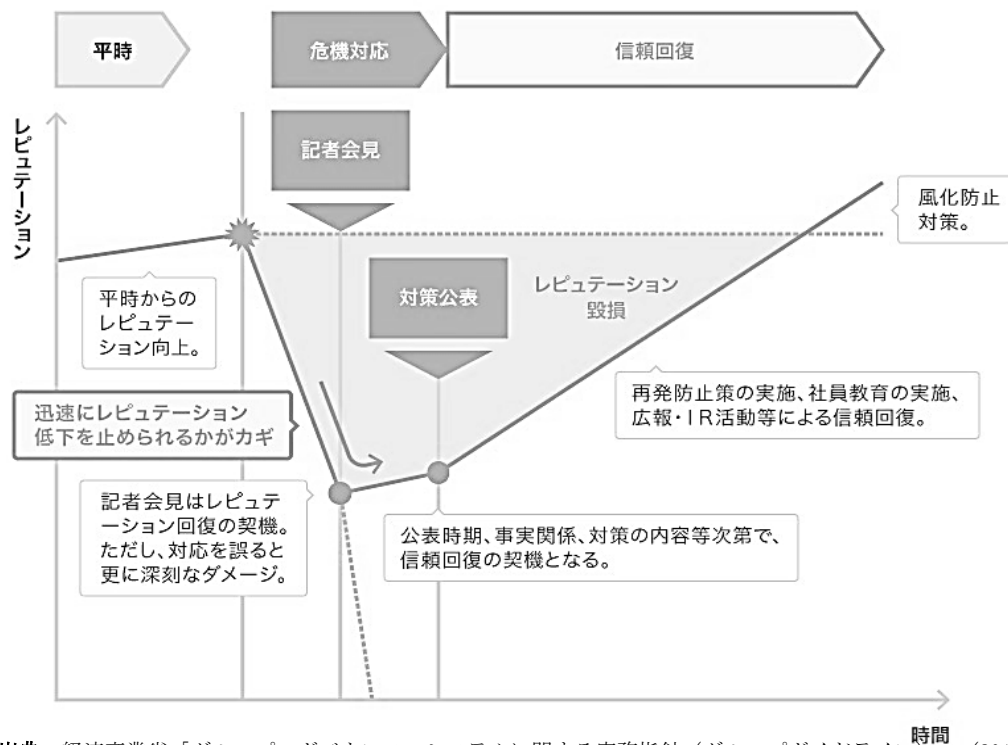 平時
危機対応
信頼回復
レピュテーション
記者会見
風化防止
対策。
平時からの
レピュテー
ション向上。
対策公表
レピュテーション
毀損
迅速にレピュテーション
低下を止められるかがカギ
再発防止策の実施、社員教育の実施、
広報・IR活動等による信頼回復。
記者会見はレピュテ
ーション回復の契機。
ただし、対応を誤ると
更に深刻なダメージ。
公表時期、事実関係、対策の内容等次第で、
信頼回復の契機となる。
時間